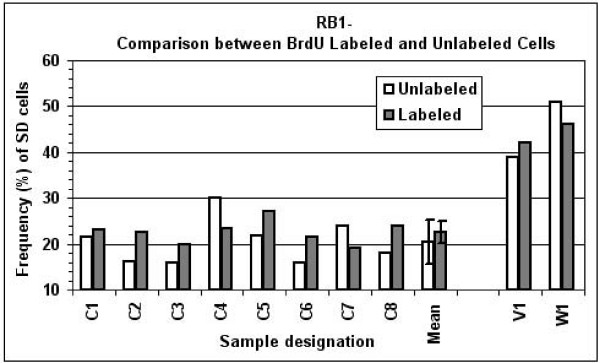 RB1-
Comparison between BrdU Labeled and Unlabeled Cells
Unlabeled
Labeled
Frequency (%) of SD cells
60
50
40
30
20
10
C1 C2 C3 C4 C5 C6 C7 C8 Mean V1 W1
Sample designation